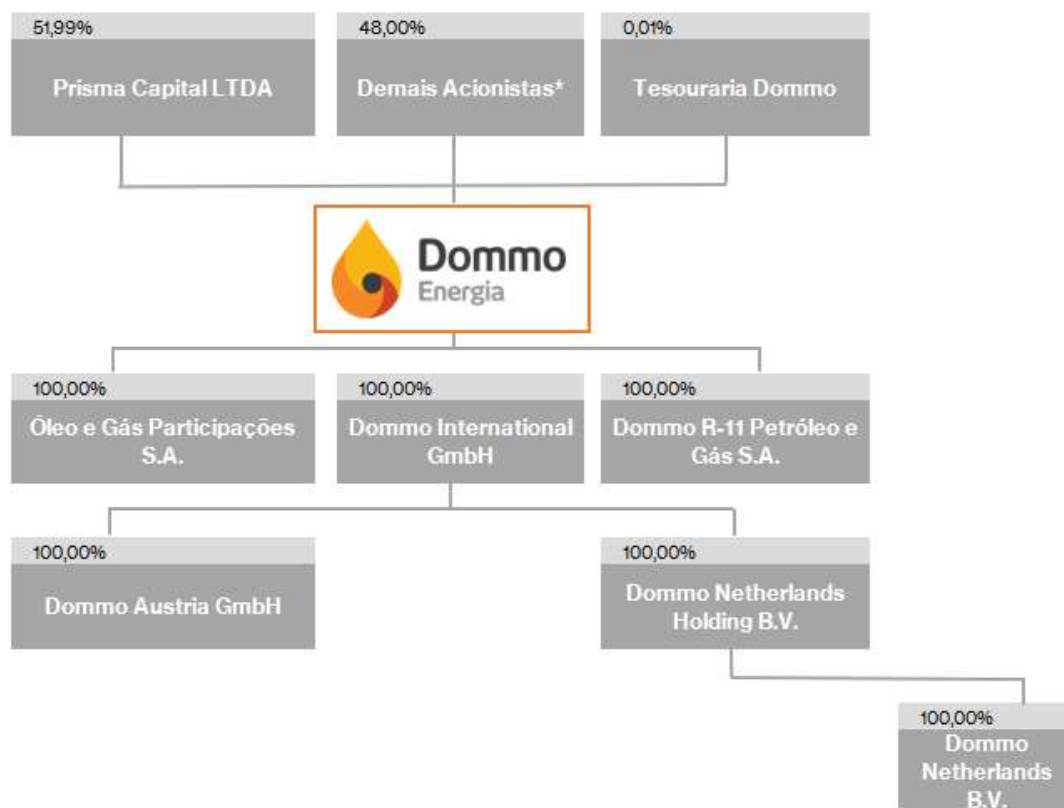 51,99%
Prisma Capital LTDA
48,00%
Demais Acionistas*
0,01%
Tesouraria Dommo
Dommo
Energia
100,00%
Óleo e Gás Participações
S.A.
100,00%
Dommo International
GmbH
100,00%
Dommo R-11 Petróleo e
Gás S.A.
100,00%
Dommo Austria GmbH
100,00%
Dommo Netherlands
Holding B.V.
100,00%
Dommo
Netherlands
B.V.